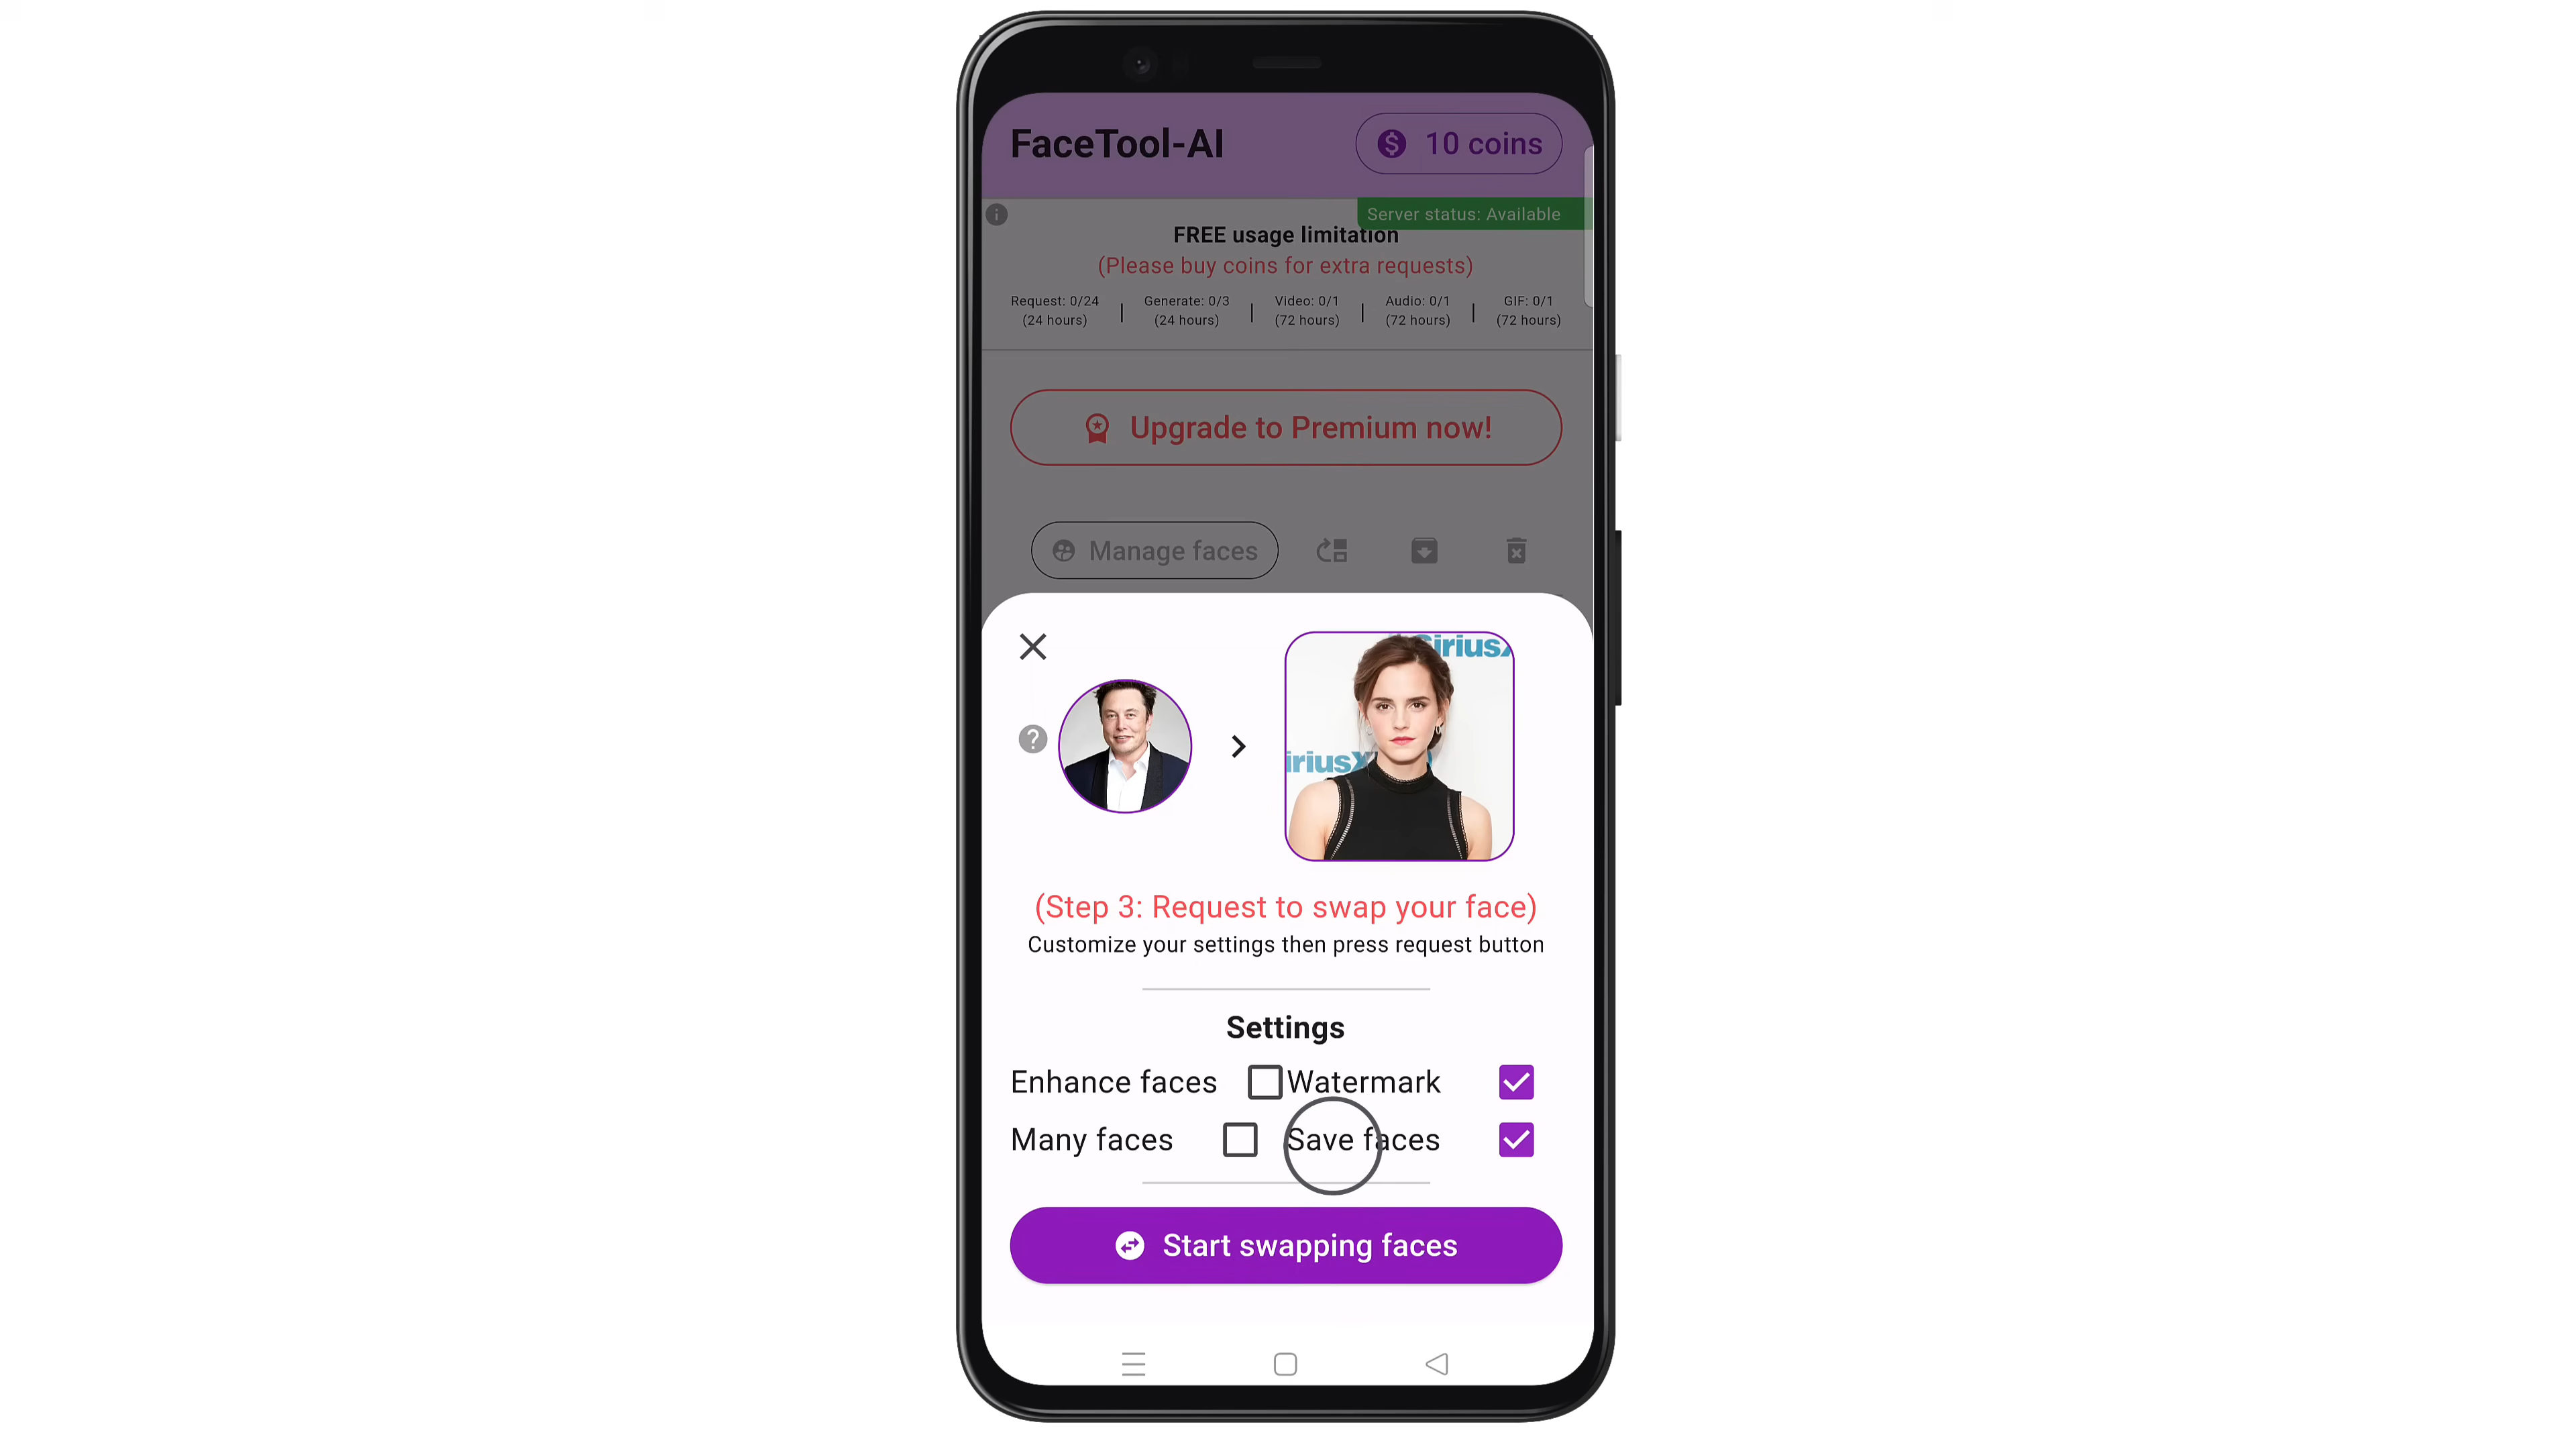 FaceTool-AI
10 coins
Server status: Available
FREE usage limitation
(Please buy coins for extra requests)
Request: 0/24
(24 hours)
Generate: 0/3
(24 hours)
Video: 0/1
(72 hours)
Audio: 0/1
(72 hours)
GIF: 0/1
(72 hours)
Upgrade to Premium now!
Manage faces
Sirius
iriusX
(Step 3: Request to swap your face)
Customize your settings then press request button
Settings
Enhance faces
Watermark
Many faces
Save faces
Start swapping faces